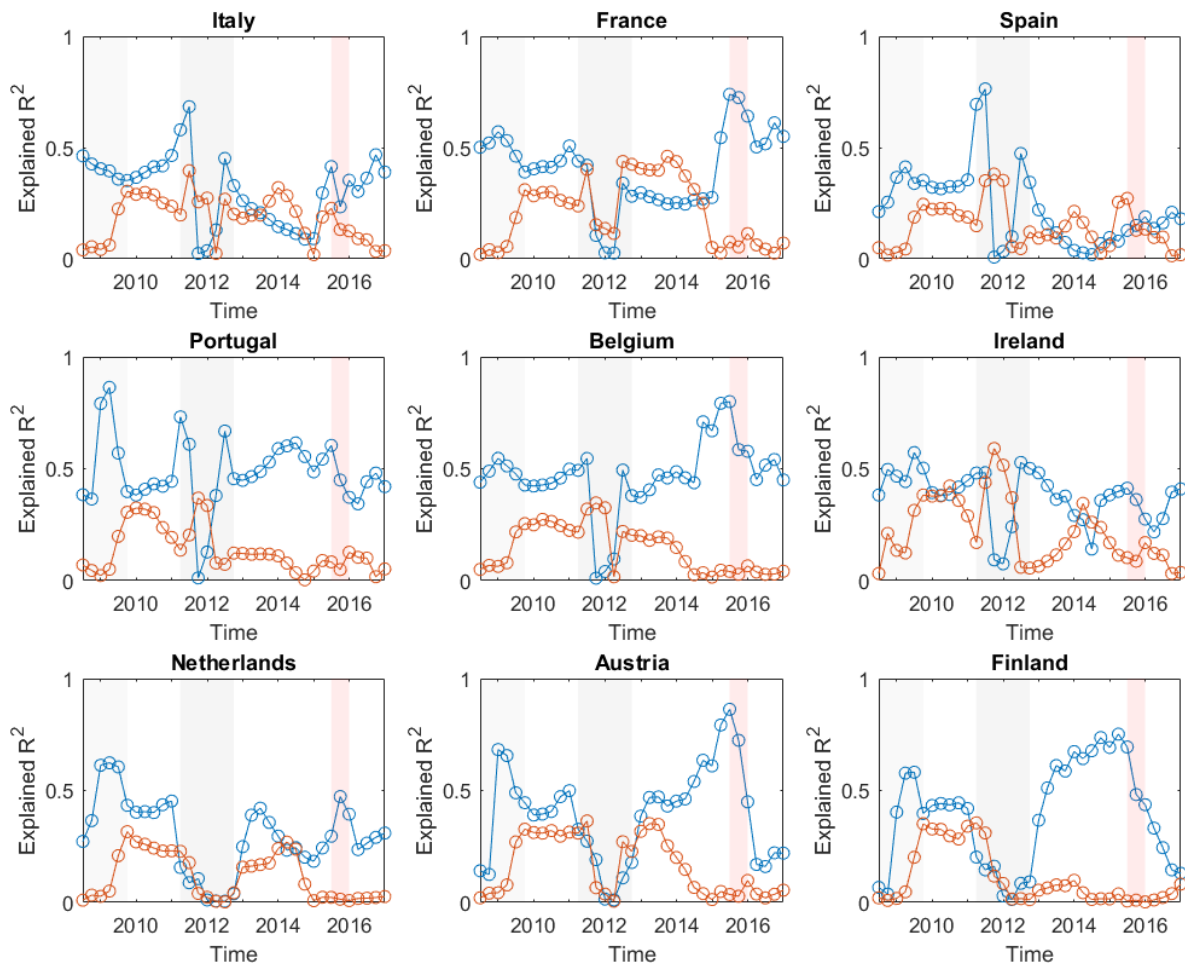 Italy
1
0.5
0
Explained R²
2010 2012 2014 2016
Time
France
1
0.5
0
Explained R²
2010 2012 2014 2016
Time
Spain
1
0.5
0
Explained R²
2010 2012 2014 2016
Time
Portugal
1
0.5
0
Explained R²
2010 2012 2014 2016
Time
Belgium
1
0.5
0
Explained R²
2010 2012 2014 2016
Time
Ireland
1
0.5
0
Explained R²
2010 2012 2014 2016
Time
Netherlands
1
0.5
0
Explained R²
2010 2012 2014 2016
Time
Austria
1
0.5
0
Explained R²
2010 2012 2014 2016
Time
Finland
1
0.5
0
Explained R²
2010 2012 2014 2016
Time